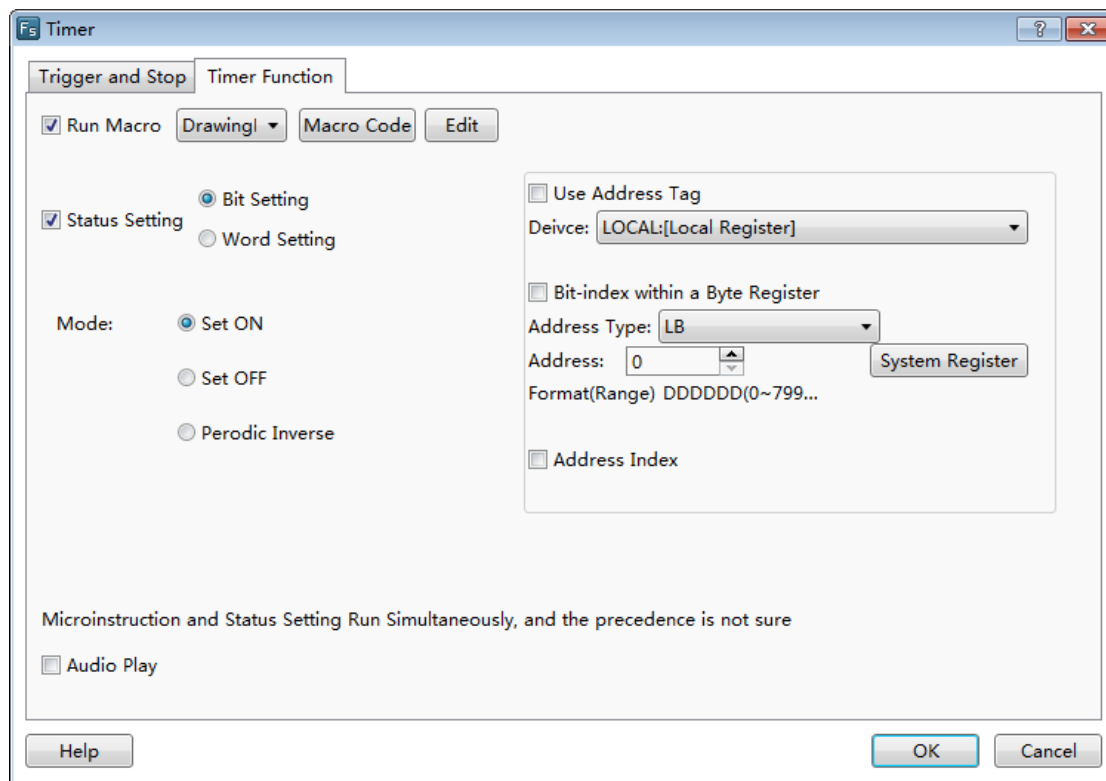 Fs Timer
Trigger and Stop Timer Function
Run Macro Drawing Macro Code Edit
Status Setting
Bit Setting
Word Setting
Use Address Tag
Deivce: LOCAL:[Local Register]
Bit-index within a Byte Register
Mode: Set ON
Address Type: LB
Address: 0 System Register
Set OFF
Format(Range) DDDDDD(0~799...
Perodic Inverse
Address Index
Microinstruction and Status Setting Run Simultaneously, and the precedence is not sure
Audio Play
Help OK Cancel